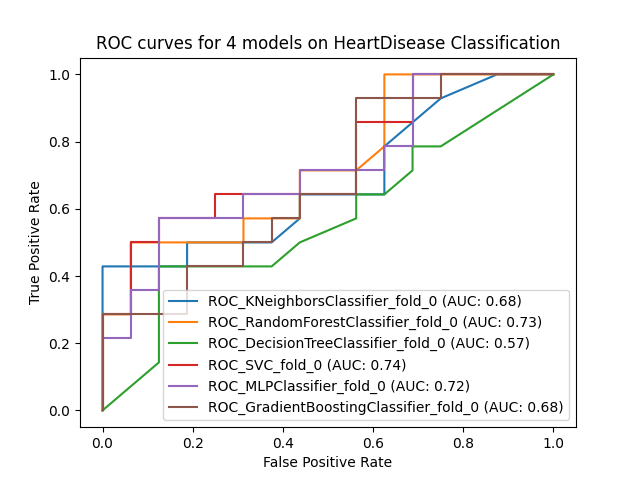 ROC curves for 4 models on HeartDisease Classification
True Positive Rate
1.0
0.8
0.6
0.4
0.2
0.0
ROC_KNeighborsClassifier_fold_0 (AUC: 0.68)
ROC_RandomForestClassifier_fold_0 (AUC: 0.73)
ROC_DecisionTreeClassifier_fold_0 (AUC: 0.57)
ROC_SVC_fold_0 (AUC: 0.74)
ROC_MLPClassifier_fold_0 (AUC: 0.72)
ROC_GradientBoostingClassifier_fold_0 (AUC: 0.68)
0.0 0.2 0.4 0.6 0.8 1.0
False Positive Rate